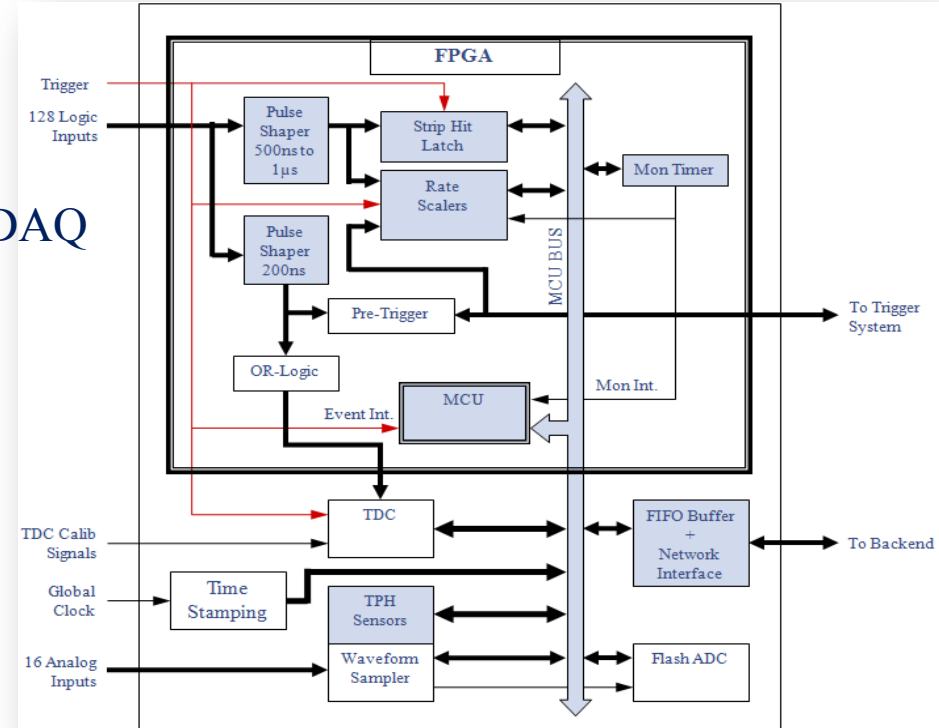 FPGA
Trigger
128 Logic
Inputs
Pulse
Shaper
500ns to
1µs
Strip Hit
Latch
Mon Timer
Rate
Scalers
DAQ
Pulse
Shaper
200ns
MCU BUS
Pre-Trigger
To Trigger
System
OR-Logic
MCU
Mon Int.
Event Int.
TDC
FIFO Buffer
+
Network
Interface
TDC Calib
Signals
To Backend
Global
Clock
Time
Stamping
TPH
Sensors
16 Analog
Inputs
Waveform
Sampler
Flash ADC